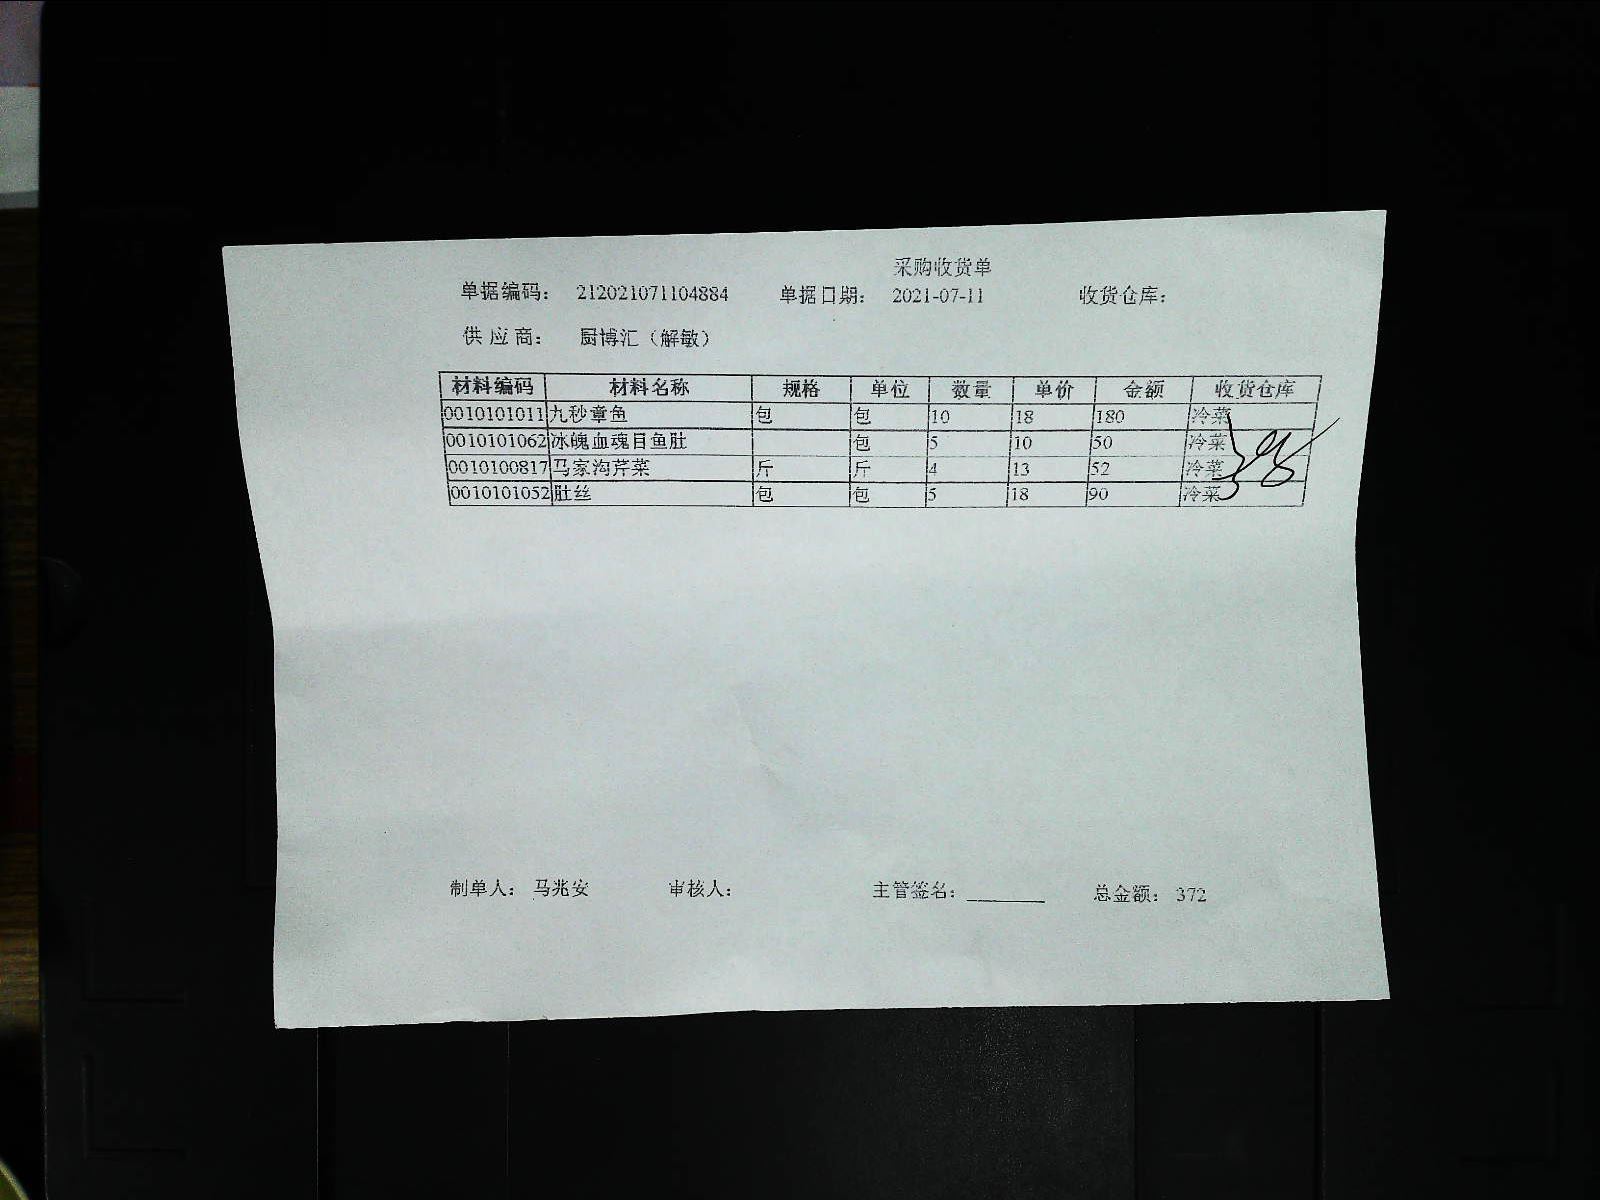 采购收货单
单据编码： 212021071104884 单据日期： 2021-07-11 收货仓库：
供 应 商： 厨博汇（解敏）
材料编码 材料名称 规格 单位 数量 单价 金额 收货仓库
0010101011 九秒章鱼 包 包 10 18 180 冷菜
0010101062 冰魄血魂目鱼肚 包 5 10 50 冷菜
0010100817 马家沟芹菜 斤 斤 4 13 52 冷菜
0010101052 肚丝 包 包 5 18 90 冷菜
制单人： 马兆安 审核人： 主管签名：________ 总金额： 372